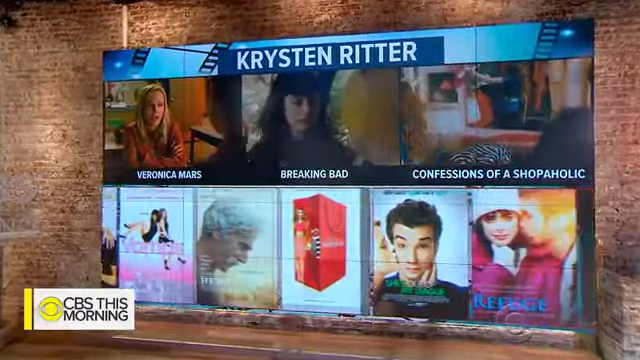 KRYSTEN RITTER
VERONICA MARS
BREAKING BAD
CONFESSIONS OF A SHOPAHOLIC
REFUGE
CBS THIS
MORNING